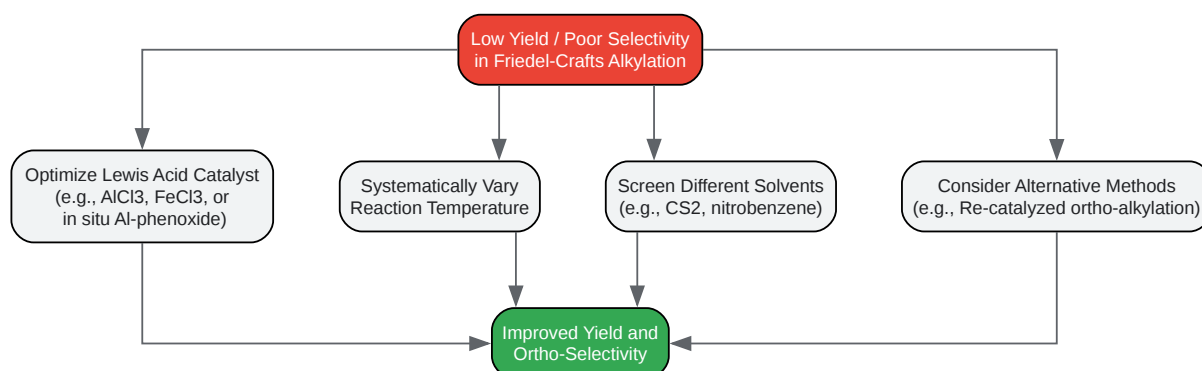 Low Yield / Poor Selectivity
in Friedel-Crafts Alkylation
Optimize Lewis Acid Catalyst
(e.g., AlCl3, FeCl3, or
in situ Al-phenoxide)
Systematically Vary
Reaction Temperature
Screen Different Solvents
(e.g., CS2, nitrobenzene)
Consider Alternative Methods
(e.g., Re-catalyzed ortho-alkylation)
Improved Yield and
Ortho-Selectivity